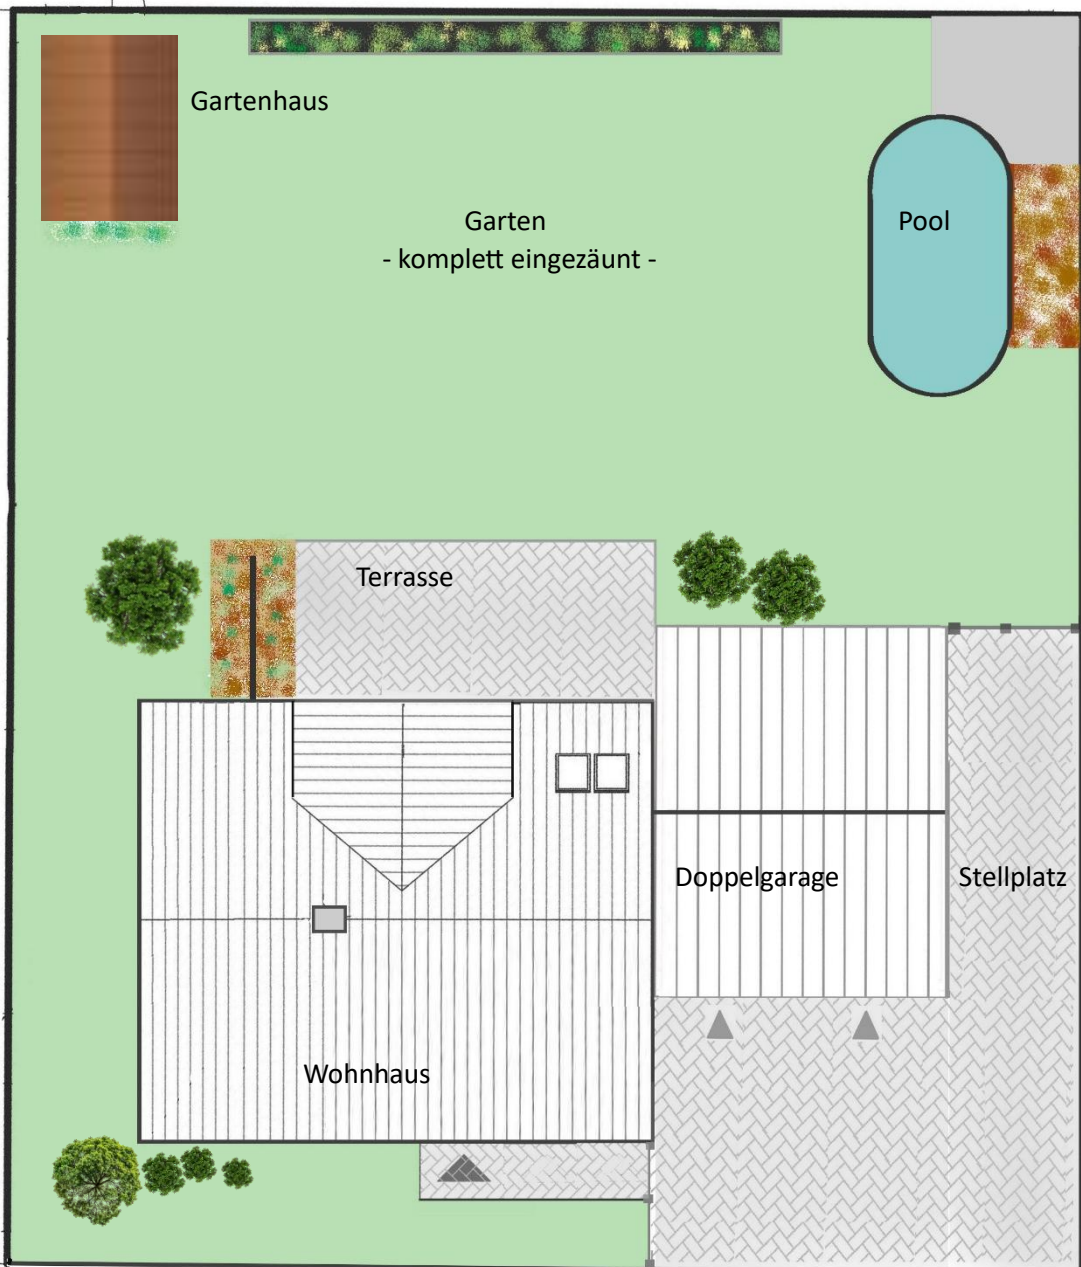 Gartenhaus
Garten
- komplett eingezäunt -
Pool
Terrasse
Doppelgarage
Stellplatz
Wohnhaus